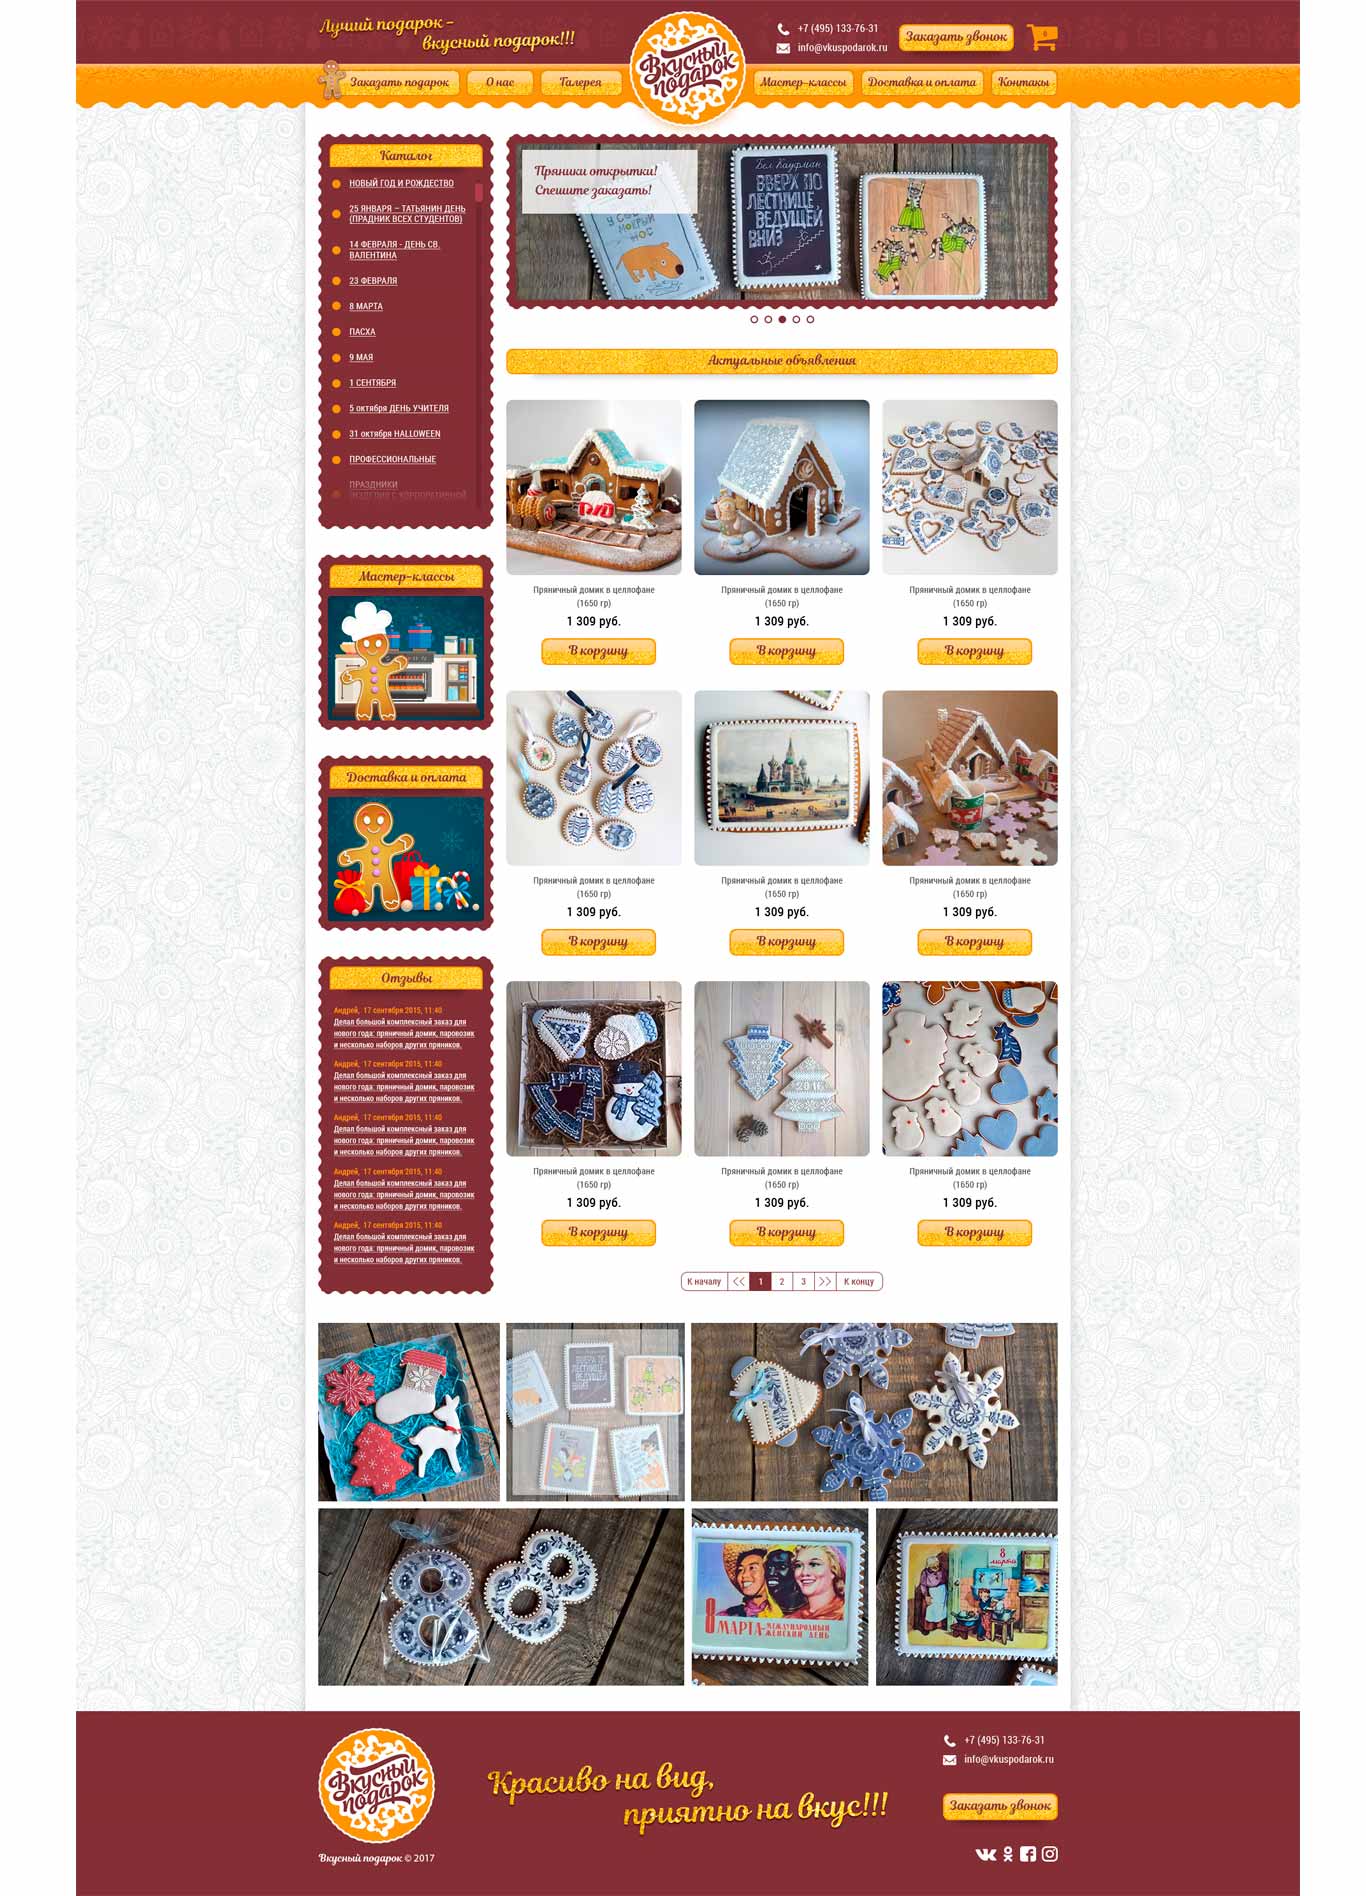 Лучший подарок –
вкусный подарок!!!
Вкусный
подарок
+7 (495) 133-76-31
info@vkuspodarok.ru
Заказать звонок
0
Заказать подарок
О нас
Галерея
Мастер-классы
Доставка и оплата
Контакы
Каталог
НОВЫЙ ГОД И РОЖДЕСТВО
25 ЯНВАРЯ – ТАТЬЯНИН ДЕНЬ
(ПРАДНИК ВСЕХ СТУДЕНТОВ)
14 ФЕВРАЛЯ - ДЕНЬ СВ.
ВАЛЕНТИНА
23 ФЕВРАЛЯ
8 МАРТА
ПАСХА
9 МАЯ
1 СЕНТЯБРЯ
5 октября ДЕНЬ УЧИТЕЛЯ
31 октября HALLOWEEN
ПРОФЕССИОНАЛЬНЫЕ
ПРАЗДНИКИ
ИЗДЕЛИЯ С КОРПОРАТИВНОЙ
Пряники открытки!
Спешите заказать!
У СОБАКИ
МОКРЫЙ
НОС
Бел Кауфман
ВВЕРХ ПО
ЛЕСТНИЦЕ,
ВЕДУЩЕЙ
ВНИЗ
Актуальные объявления
Пряничный домик в целлофане
(1650 гр)
1 309 руб.
В корзину
Пряничный домик в целлофане
(1650 гр)
1 309 руб.
В корзину
Пряничный домик в целлофане
(1650 гр)
1 309 руб.
В корзину
Мастер-классы
Доставка и оплата
Пряничный домик в целлофане
(1650 гр)
1 309 руб.
В корзину
Пряничный домик в целлофане
(1650 гр)
1 309 руб.
В корзину
Пряничный домик в целлофане
(1650 гр)
1 309 руб.
В корзину
Отзывы
Андрей, 17 сентября 2015, 11:40
Делал большой комплексный заказ для
нового года: пряничный домик, паровозик
и несколько наборов других пряников.
Андрей, 17 сентября 2015, 11:40
Делал большой комплексный заказ для
нового года: пряничный домик, паровозик
и несколько наборов других пряников.
Андрей, 17 сентября 2015, 11:40
Делал большой комплексный заказ для
нового года: пряничный домик, паровозик
и несколько наборов других пряников.
Андрей, 17 сентября 2015, 11:40
Делал большой комплексный заказ для
нового года: пряничный домик, паровозик
и несколько наборов других пряников.
Андрей, 17 сентября 2015, 11:40
Делал большой комплексный заказ для
нового года: пряничный домик, паровозик
и несколько наборов других пряников.
2016
Пряничный домик в целлофане
(1650 гр)
1 309 руб.
В корзину
Пряничный домик в целлофане
(1650 гр)
1 309 руб.
В корзину
Пряничный домик в целлофане
(1650 гр)
1 309 руб.
В корзину
К началу << 1 2 3 >> К концу
ВВЕРХ ПО
ЛЕСТНИЦЕ
ВЕДУЩЕЙ
ВНИЗ
8 МАРТА-МЕЖДУНАРОДНЫЙ
ЖЕНСКИЙ ДЕНЬ
8
марта
Вкусный
подарок
Вкусный подарок © 2017
Красиво на вид,
приятно на вкус!!!
+7 (495) 133-76-31
info@vkuspodarok.ru
Заказать звонок